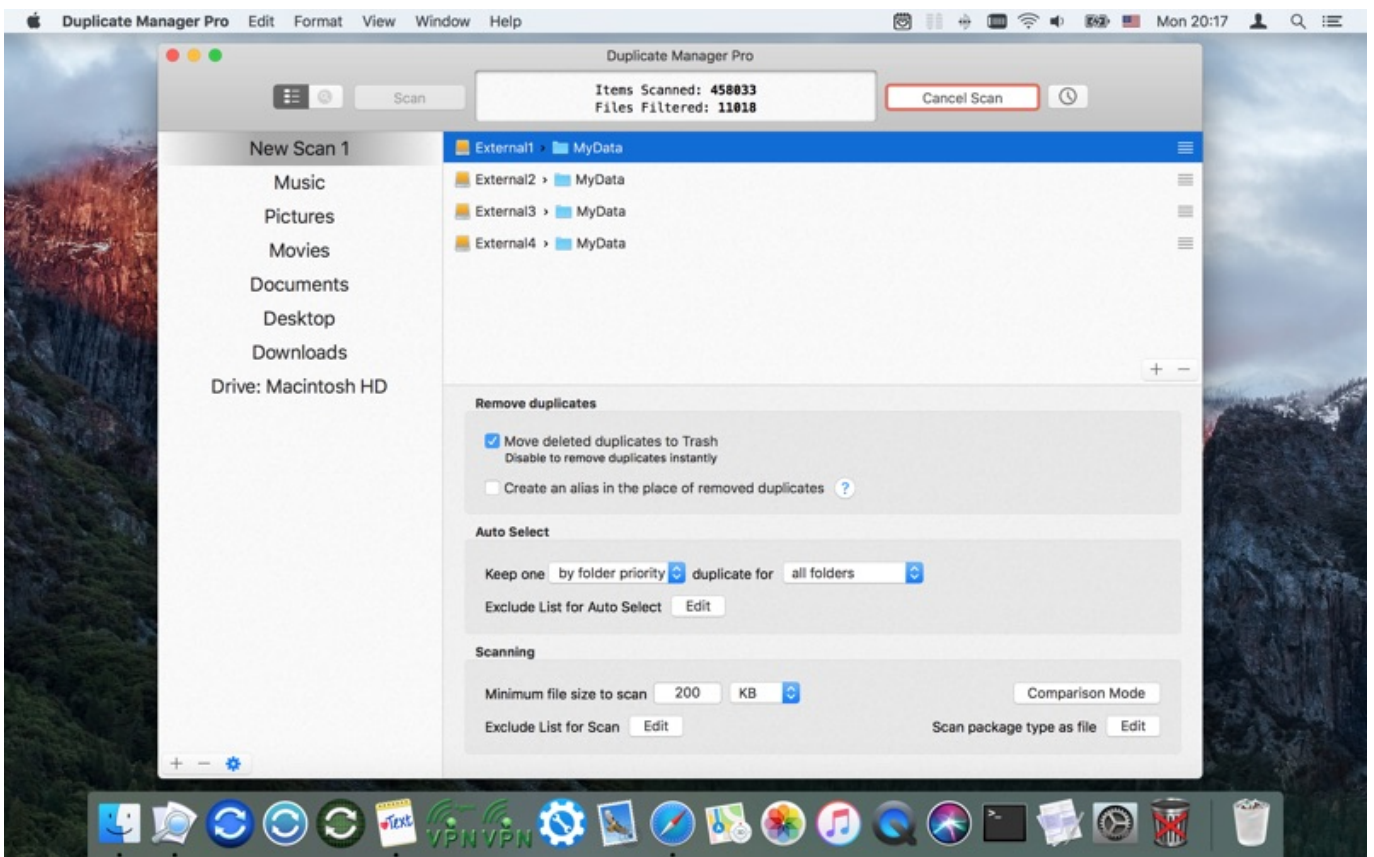 Duplicate Manager Pro Edit Format View Window Help Mon 20:17
Duplicate Manager Pro
Scan
Items Scanned: 458033
Files Filtered: 11018
Cancel Scan
New Scan 1
Music
Pictures
Movies
Documents
Desktop
Downloads
Drive: Macintosh HD
External1 › MyData
External2 › MyData
External3 › MyData
External4 › MyData
+ −
Remove duplicates
Move deleted duplicates to Trash
Disable to remove duplicates instantly
Create an alias in the place of removed duplicates ?
Auto Select
Keep one by folder priority duplicate for all folders
Exclude List for Auto Select Edit
Scanning
Minimum file size to scan 200 KB Comparison Mode
Exclude List for Scan Edit Scan package type as file Edit
+ −
Text
VPN VPN